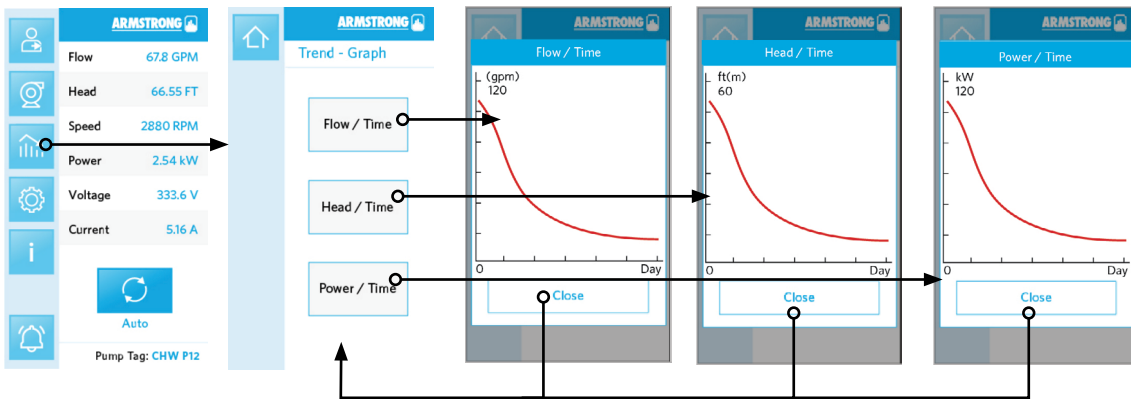 ARMSTRONG
Flow 67.8 GPM
Head 66.55 FT
Speed 2880 RPM
Power 2.54 kW
Voltage 333.6 V
Current 5.16 A
Auto
Pump Tag: CHW P12
ARMSTRONG
Trend - Graph
Flow / Time
Head / Time
Power / Time
ARMSTRONG
Flow / Time
(gpm)
120
0 Day
Close
ARMSTRONG
Head / Time
ft(m)
60
0 Day
Close
ARMSTRONG
Power / Time
kW
120
0 Day
Close